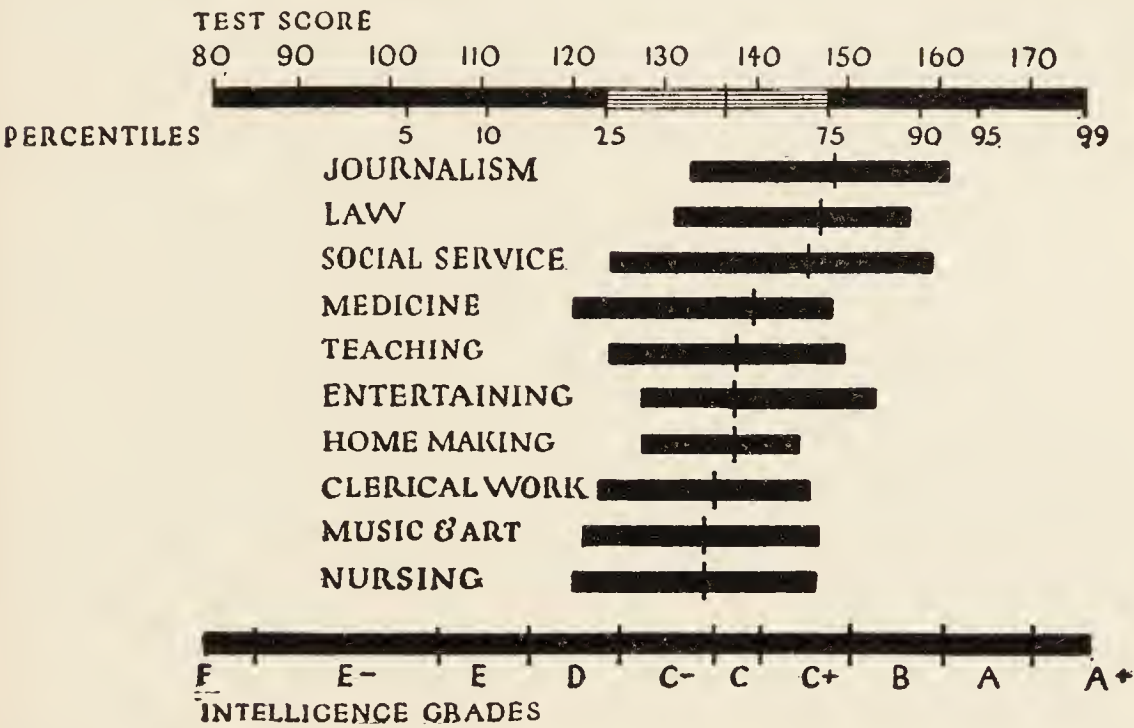 TEST SCORE
80 90 100 110 120 130 140 150 160 170
PERCENTILES 5 10 25 75 90 95 99
JOURNALISM
LAW
SOCIAL SERVICE
MEDICINE
TEACHING
ENTERTAINING
HOME MAKING
CLERICAL WORK
MUSIC & ART
NURSING
F E- E D C- C C+ B A A+
INTELLIGENCE GRADES